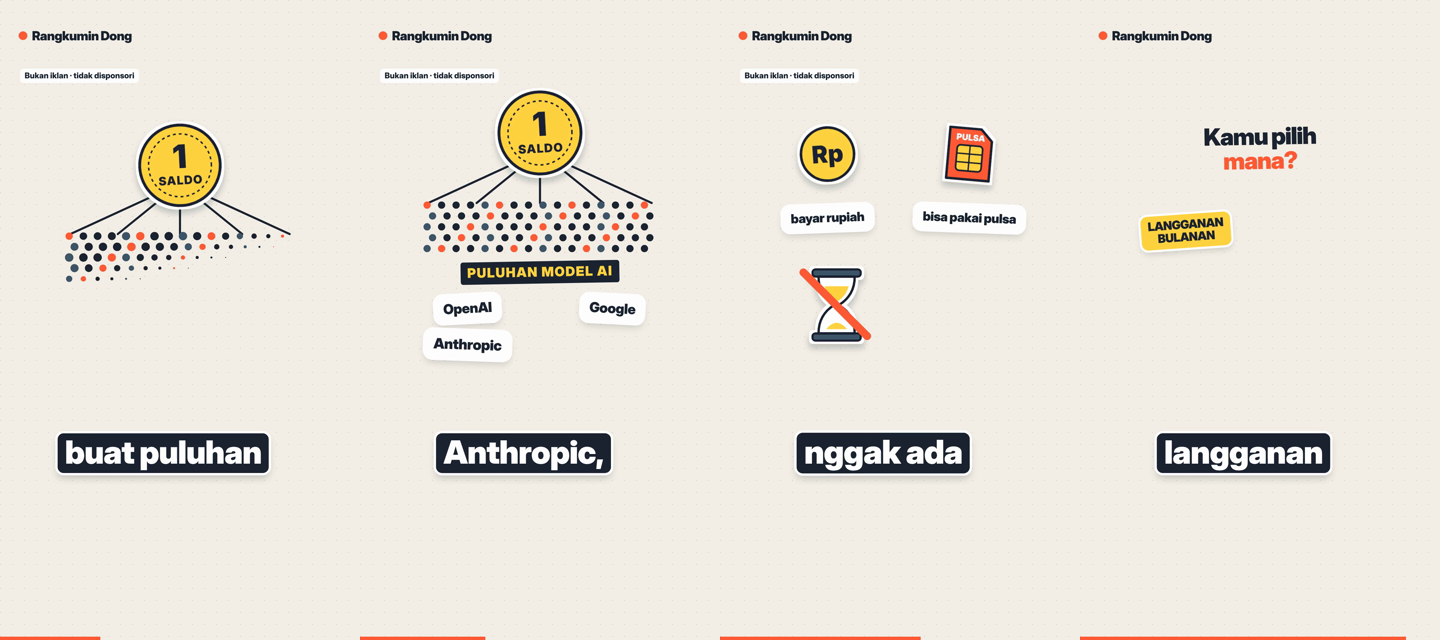 Rangkumin Dong
Bukan iklan · tidak disponsori
1
SALDO
buat puluhan
Rangkumin Dong
Bukan iklan · tidak disponsori
1
SALDO
PULUHAN MODEL AI
OpenAI
Google
Anthropic
Anthropic,
Rangkumin Dong
Bukan iklan · tidak disponsori
Rp
PULSA
bayar rupiah
bisa pakai pulsa
nggak ada
Rangkumin Dong
Kamu pilih
mana?
LANGGANAN
BULANAN
langganan